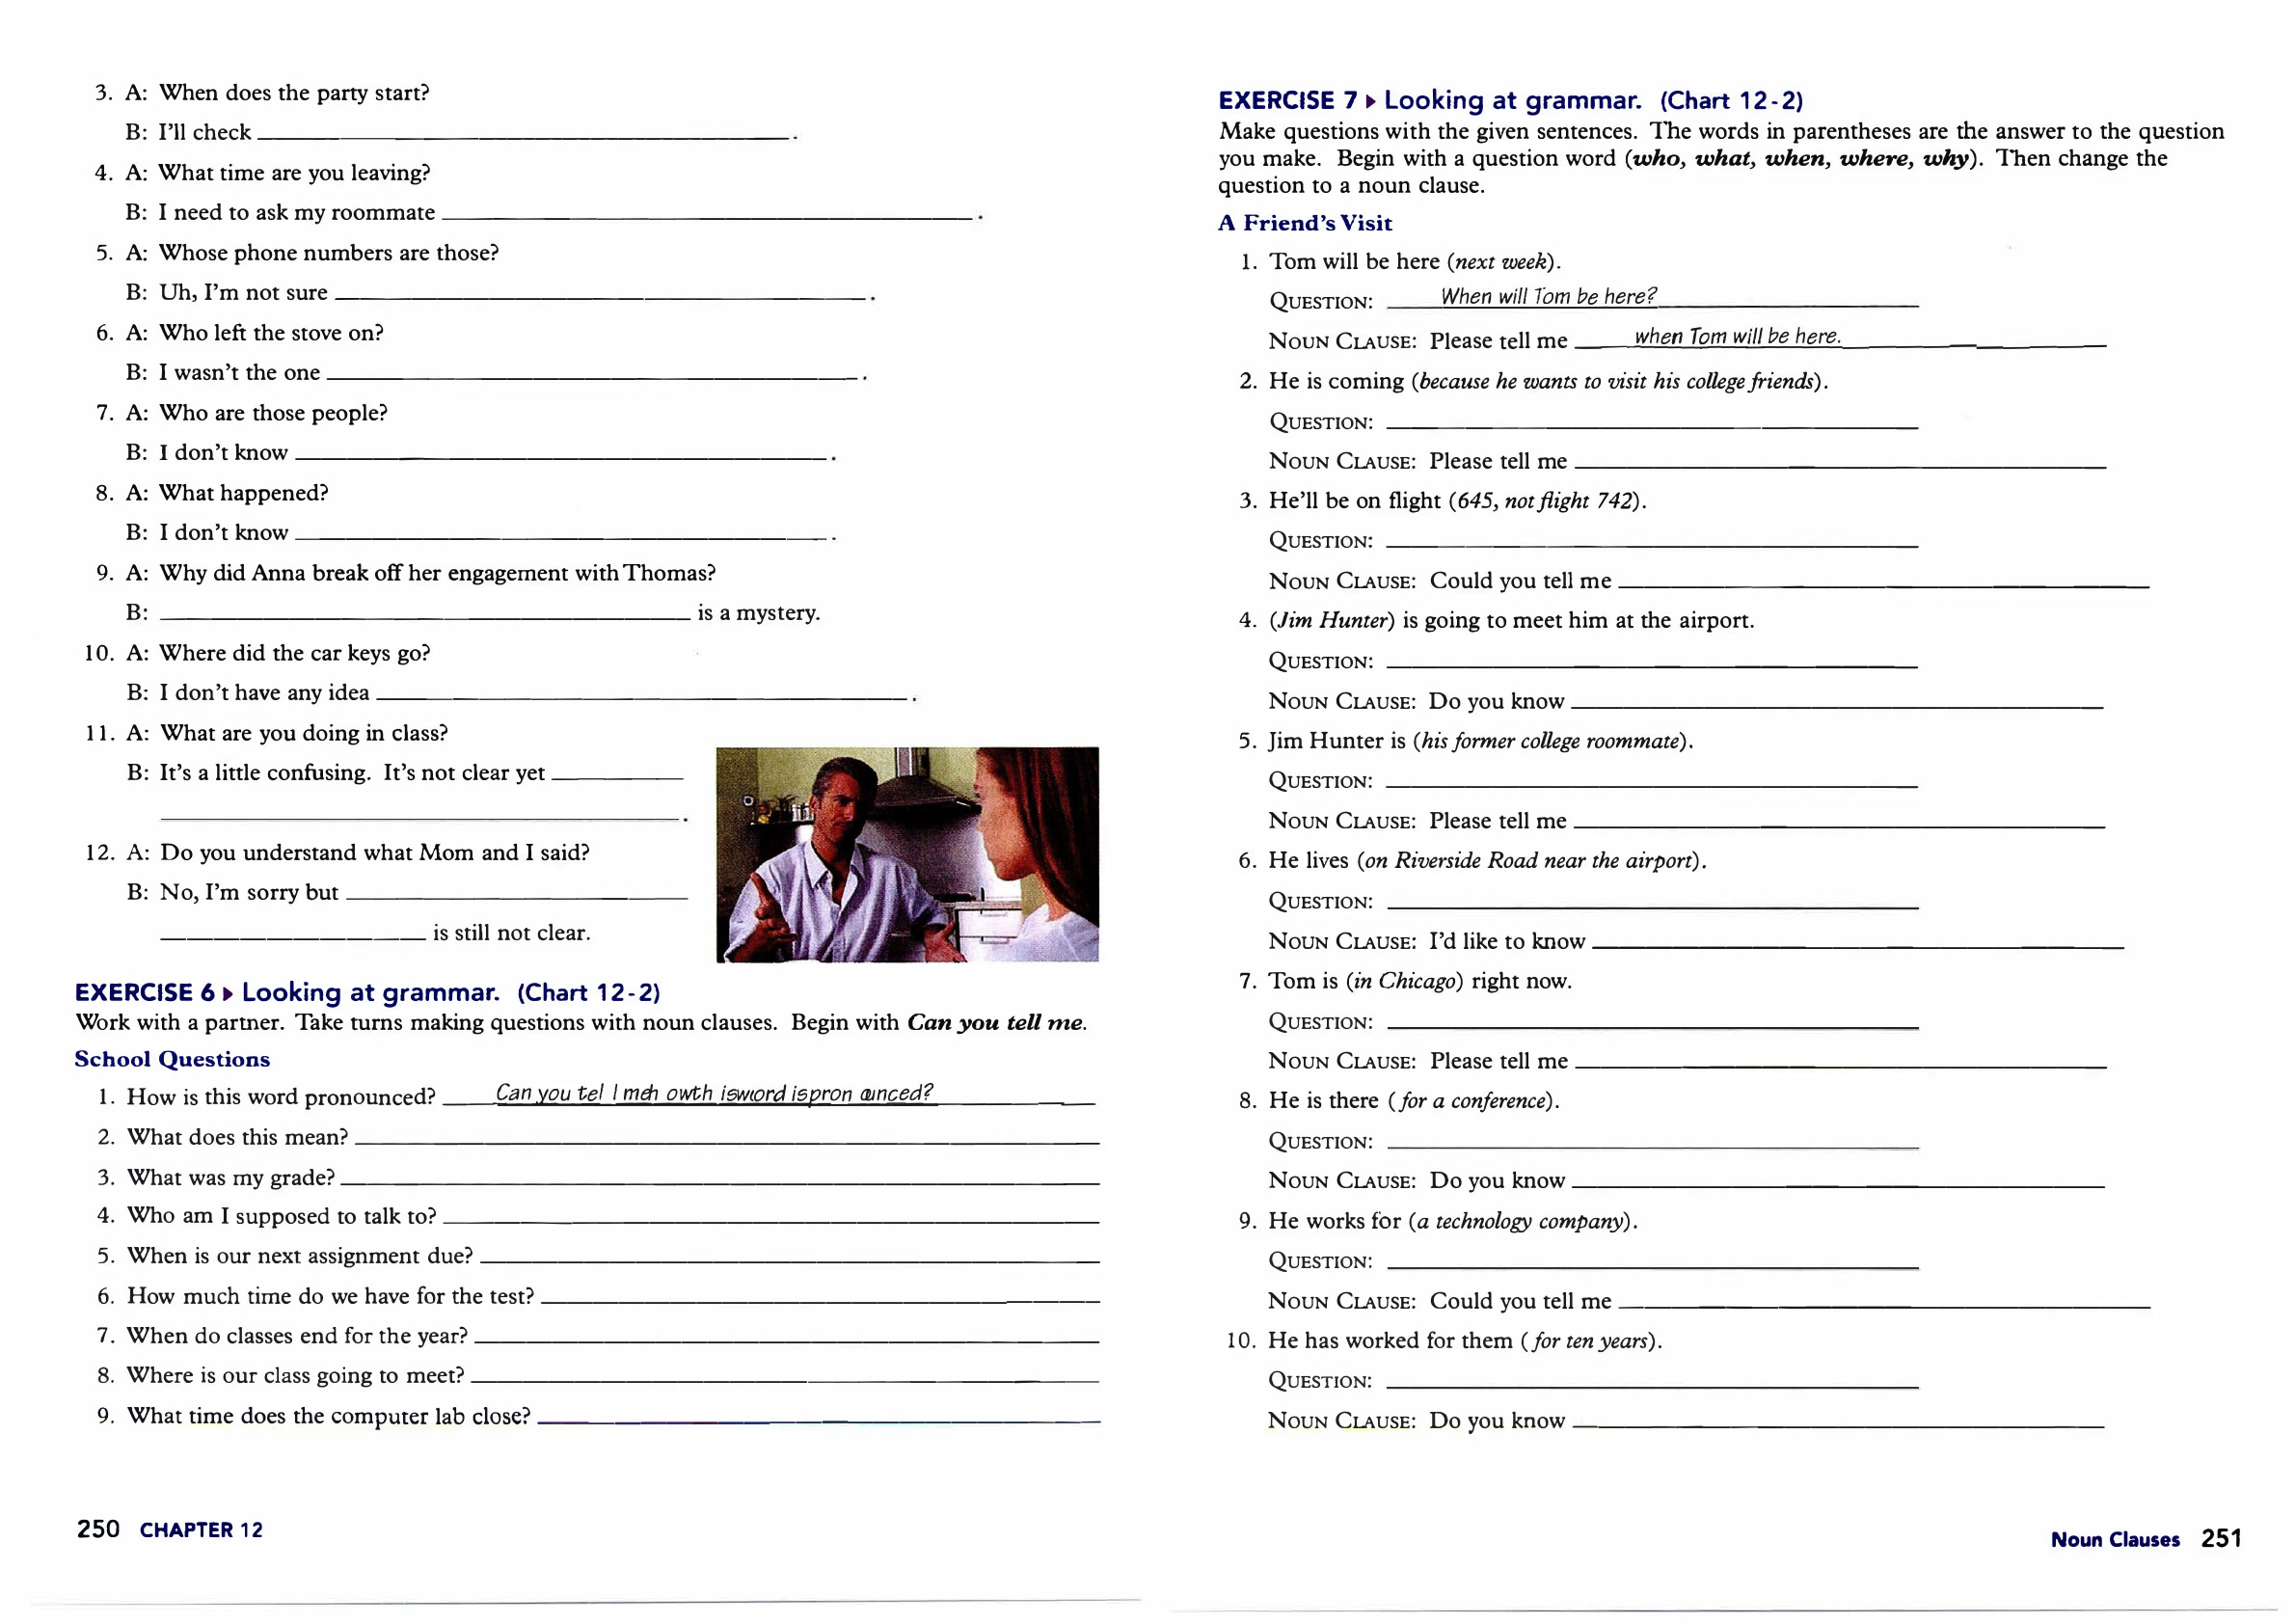 3. A: When does the party start?
B: I'll check ______.
4. A: What time are you leaving?
B: I need to ask my roommate ______.
5. A: Whose phone numbers are those?
B: Uh, I'm not sure ______.
6. A: Who left the stove on?
B: I wasn't the one ______.
7. A: Who are those people?
B: I don't know ______.
8. A: What happened?
B: I don't know ______.
9. A: Why did Anna break off her engagement with Thomas?
B: ______ is a mystery.
10. A: Where did the car keys go?
B: I don't have any idea ______.
11. A: What are you doing in class?
B: It's a little confusing. It's not clear yet ______
______.
12. A: Do you understand what Mom and I said?
B: No, I'm sorry but ______
______ is still not clear.
EXERCISE 6 ▸ Looking at grammar. (Chart 12-2)
Work with a partner. Take turns making questions with noun clauses. Begin with Can you tell me.
School Questions
1. How is this word pronounced? Can you tel l meh owth isword ispron ounced?
2. What does this mean? ______
3. What was my grade? ______
4. Who am I supposed to talk to? ______
5. When is our next assignment due? ______
6. How much time do we have for the test? ______
7. When do classes end for the year? ______
8. Where is our class going to meet? ______
9. What time does the computer lab close? ______
250 CHAPTER 12
EXERCISE 7 ▸ Looking at grammar. (Chart 12-2)
Make questions with the given sentences. The words in parentheses are the answer to the question
you make. Begin with a question word (who, what, when, where, why). Then change the
question to a noun clause.
A Friend's Visit
1. Tom will be here (next week).
QUESTION: When will Tom be here?
NOUN CLAUSE: Please tell me when Tom will be here.
2. He is coming (because he wants to visit his college friends).
QUESTION: ______
NOUN CLAUSE: Please tell me ______
3. He'll be on flight (645, not flight 742).
QUESTION: ______
NOUN CLAUSE: Could you tell me ______
4. (Jim Hunter) is going to meet him at the airport.
QUESTION: ______
NOUN CLAUSE: Do you know ______
5. Jim Hunter is (his former college roommate).
QUESTION: ______
NOUN CLAUSE: Please tell me ______
6. He lives (on Riverside Road near the airport).
QUESTION: ______
NOUN CLAUSE: I'd like to know ______
7. Tom is (in Chicago) right now.
QUESTION: ______
NOUN CLAUSE: Please tell me ______
8. He is there (for a conference).
QUESTION: ______
NOUN CLAUSE: Do you know ______
9. He works for (a technology company).
QUESTION: ______
NOUN CLAUSE: Could you tell me ______
10. He has worked for them (for ten years).
QUESTION: ______
NOUN CLAUSE: Do you know ______
Noun Clauses 251